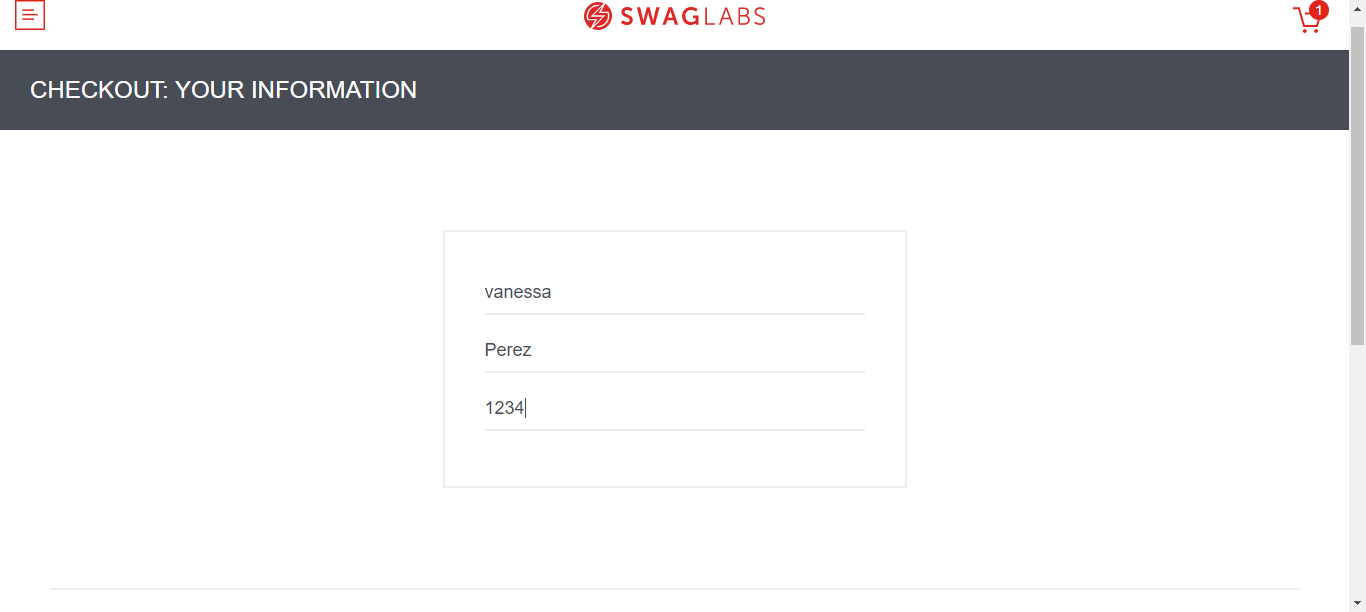 SWAGLABS
1
CHECKOUT: YOUR INFORMATION
vanessa
Perez
1234